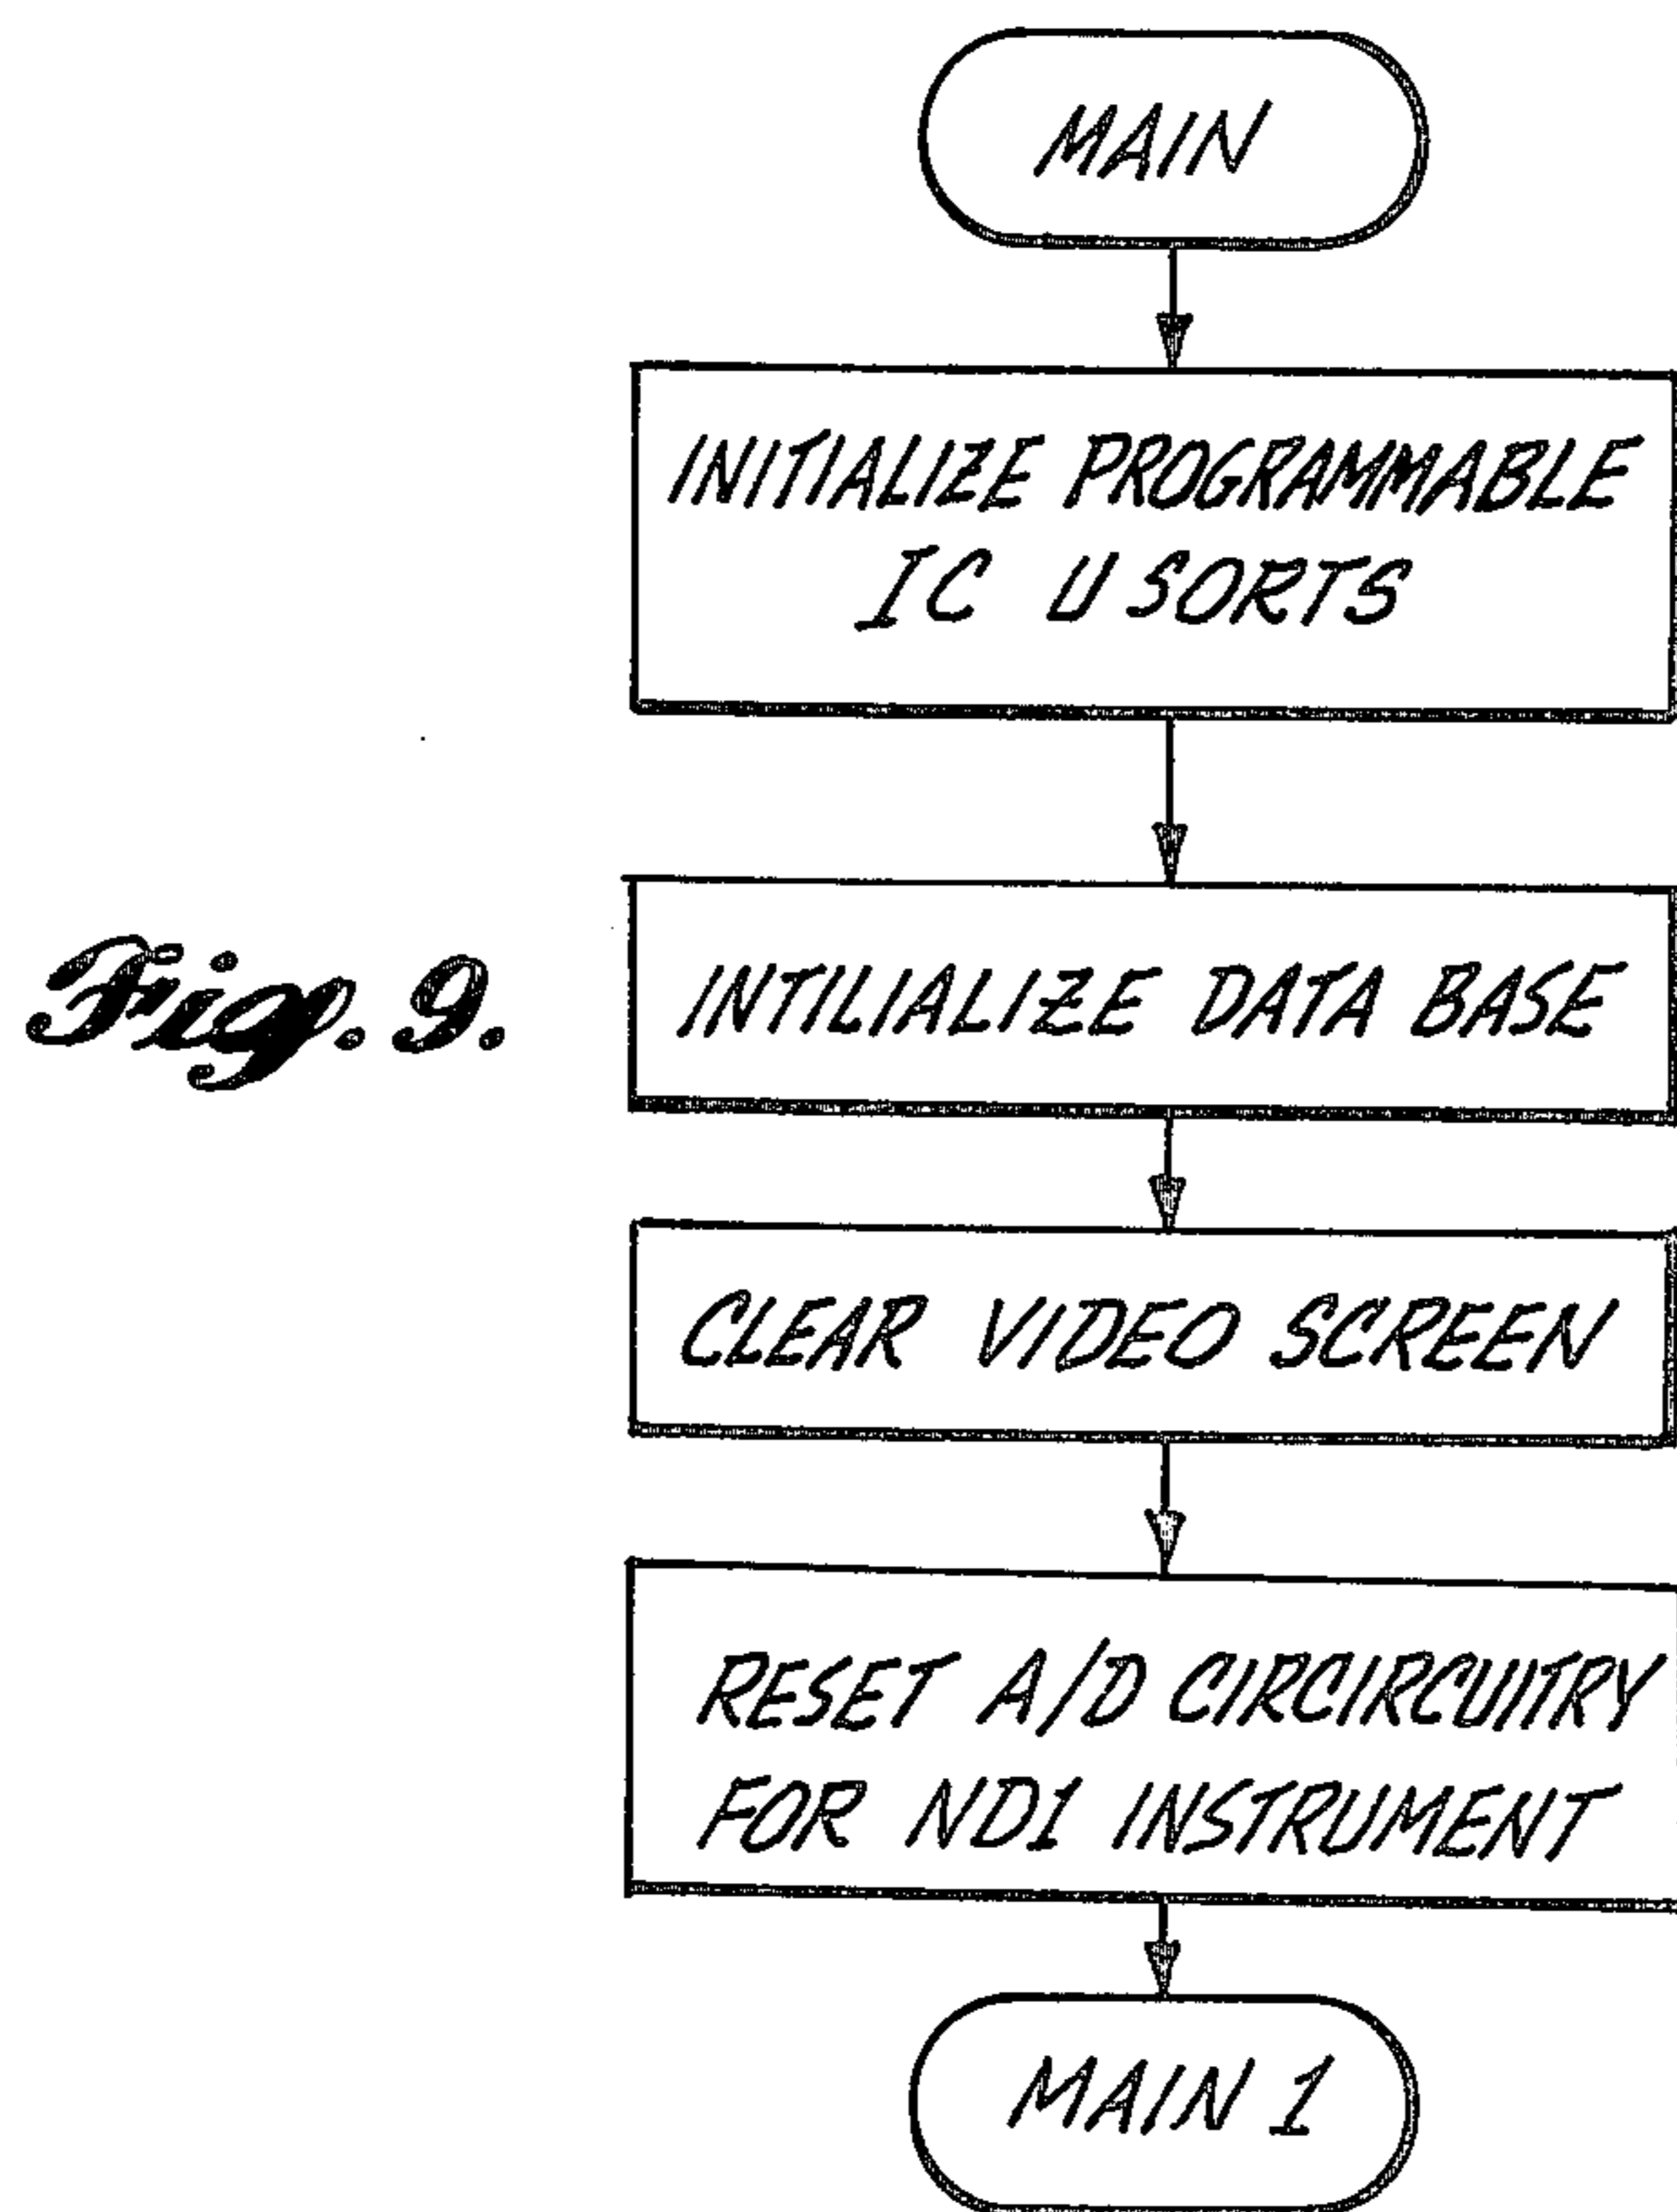 MAIN
INITIALIZE PROGRAMMABLE
IC U SORTS
INTILIALIZE DATA BASE
CLEAR VIDEO SCREEN
RESET A/D CIRCIRCUITRY
FOR ND1 INSTRUMENT
MAIN 1
Fig. 9.